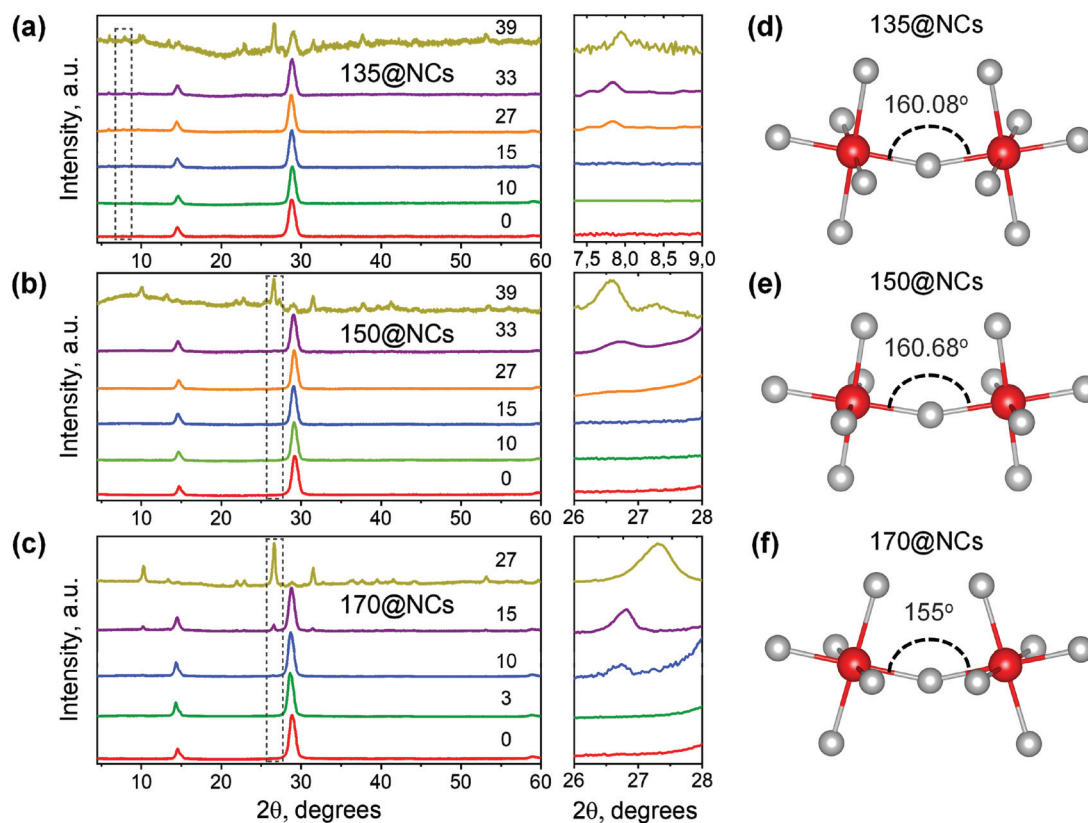 (a)
Intensity, a.u.
39
135@NCs
33
27
15
10
0
10 20 30 40 50 60
7,5 8,0 8,5 9,0
(d)
135@NCs
160.08º
(b)
Intensity, a.u.
39
150@NCs
33
27
15
10
0
10 20 30 40 50 60
26 27 28
(e)
150@NCs
160.68º
(c)
Intensity, a.u.
27
170@NCs
15
10
3
0
10 20 30 40 50 60
2θ, degrees
26 27 28
2θ, degrees
(f)
170@NCs
155º